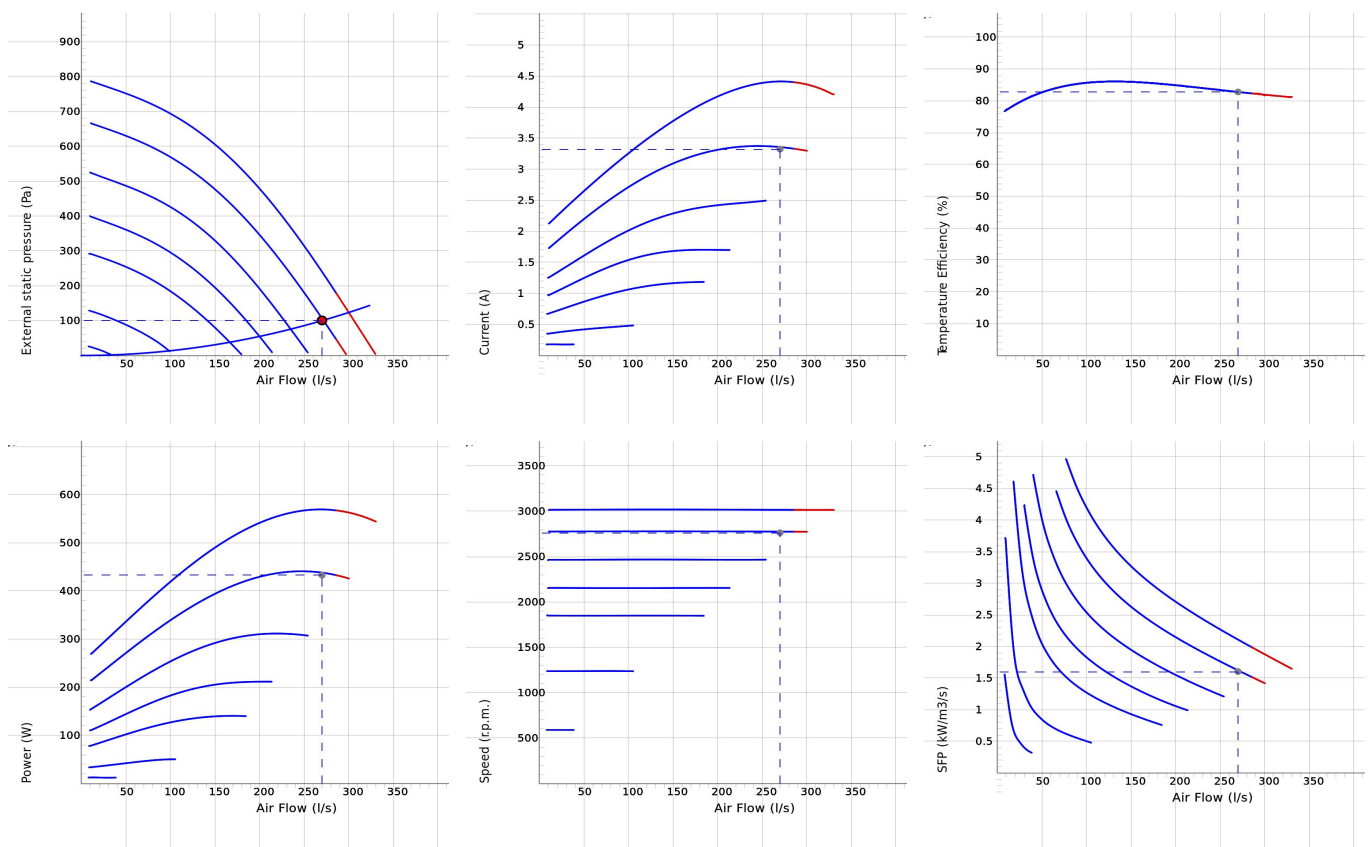 900
800
700
600
500
400
300
200
100
50 100 150 200 250 300 350
External static pressure (Pa)
Air Flow (l/s)
5
4.5
4
3.5
3
2.5
2
1.5
1
0.5
50 100 150 200 250 300 350
Current (A)
Air Flow (l/s)
100
90
80
70
60
50
40
30
20
10
50 100 150 200 250 300 350
Temperature Efficiency (%)
Air Flow (l/s)
600
500
400
300
200
100
50 100 150 200 250 300 350
Power (W)
Air Flow (l/s)
3500
3000
2500
2000
1500
1000
500
50 100 150 200 250 300 350
Speed (r.p.m.)
Air Flow (l/s)
5
4.5
4
3.5
3
2.5
2
1.5
1
0.5
50 100 150 200 250 300 350
SFP (kW/m3/s)
Air Flow (l/s)